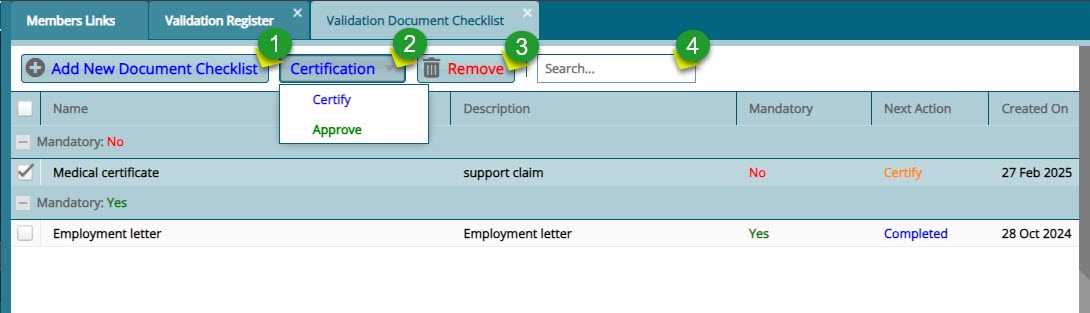 Members Links
Validation Register ×
Validation Document Checklist ×
1
2
3
4
Add New Document Checklist
Certification
Remove
Search...
Certify
Approve
Name
Description
Mandatory
Next Action
Created On
Mandatory: No
Medical certificate support claim No Certify 27 Feb 2025
Mandatory: Yes
Employment letter Employment letter Yes Completed 28 Oct 2024